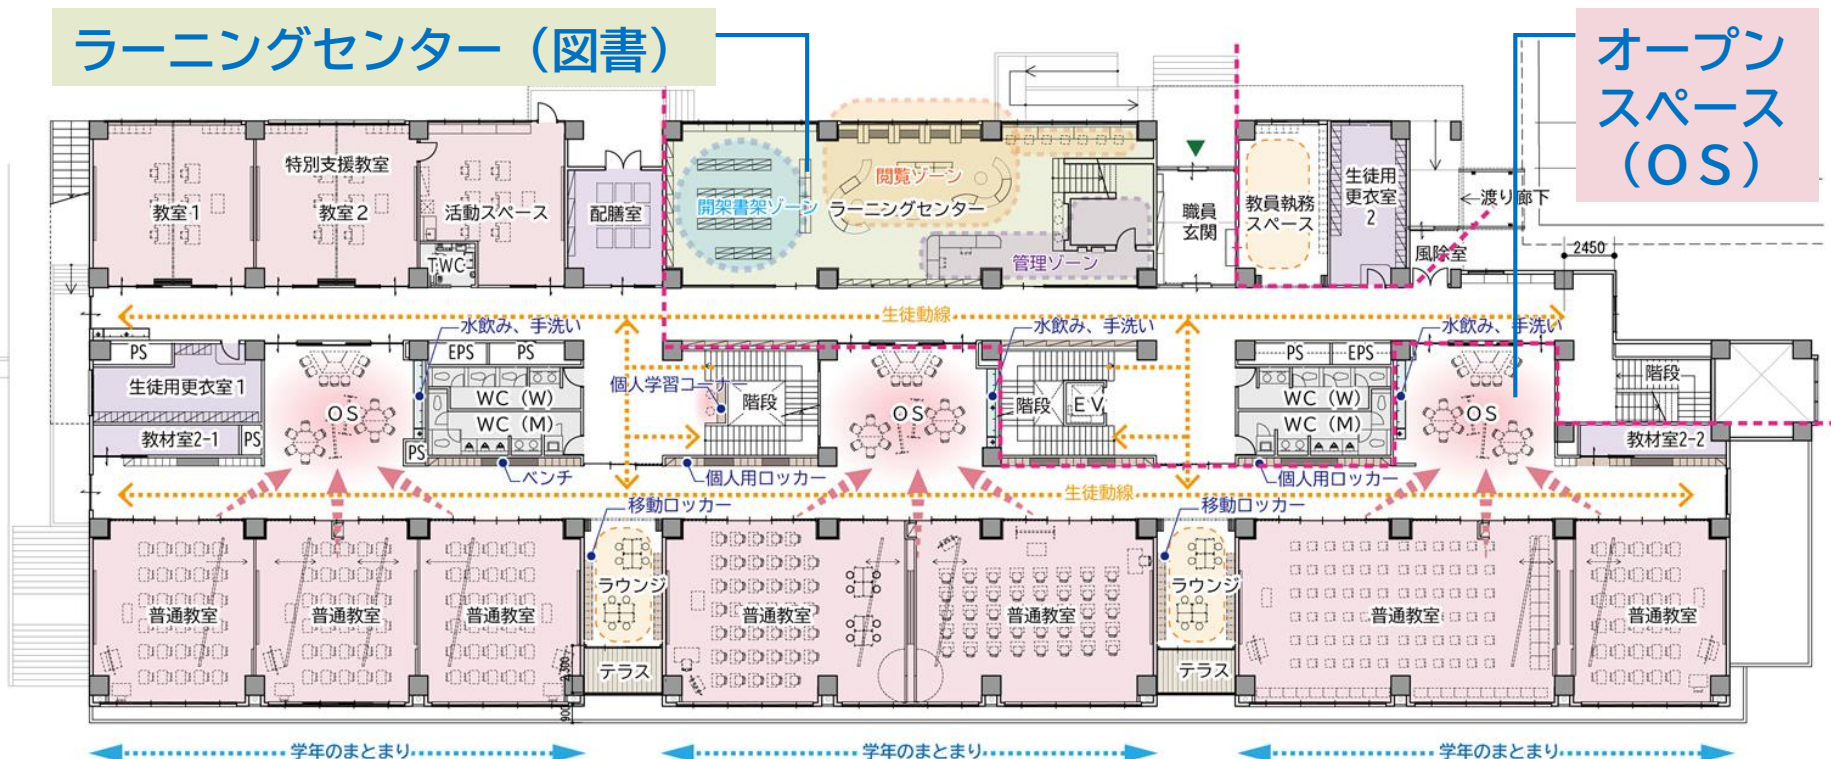 ラーニングセンター（図書）
オープン
スペース
（ＯＳ）
特別支援教室
教室１
教室２
活動スペース
TWC
配膳室
開架書架ゾーン
閲覧ゾーン
ラーニングセンター
管理ゾーン
職員
玄関
教員執務
スペース
生徒用
更衣室
2
渡り廊下
風除室
2450
生徒動線
水飲み、手洗い
水飲み、手洗い
水飲み、手洗い
PS
EPS
PS
PS
EPS
生徒用更衣室１
教材室2-1
PS
PS
ＯＳ
WC（W）
WC（M）
個人学習コーナー
階段
ＯＳ
階段
ＥＶ
WC（W）
WC（M）
ＯＳ
階段
教材室2-2
ベンチ
個人用ロッカー
個人用ロッカー
生徒動線
移動ロッカー
移動ロッカー
普通教室
普通教室
普通教室
ラウンジ
普通教室
普通教室
ラウンジ
普通教室
普通教室
テラス
テラス
2,300
900
学年のまとまり
学年のまとまり
学年のまとまり